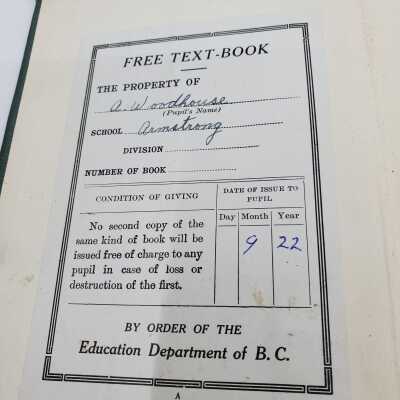 FREE TEXT-BOOK
THE PROPERTY OF
A Woodhouse
(Pupil's Name)
SCHOOL Armstrong
DIVISION
NUMBER OF BOOK
CONDITION OF GIVING
DATE OF ISSUE TO
PUPIL
Day Month Year
9 22
No second copy of the
same kind of book will be
issued free of charge to any
pupil in case of loss or
destruction of the first.
BY ORDER OF THE
Education Department of B. C.
A